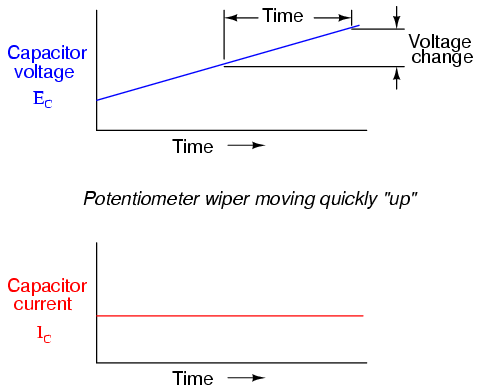 Time
Capacitor
voltage
E_C
Voltage
change
Time
Potentiometer wiper moving quickly "up"
Capacitor
current
I_C
Time